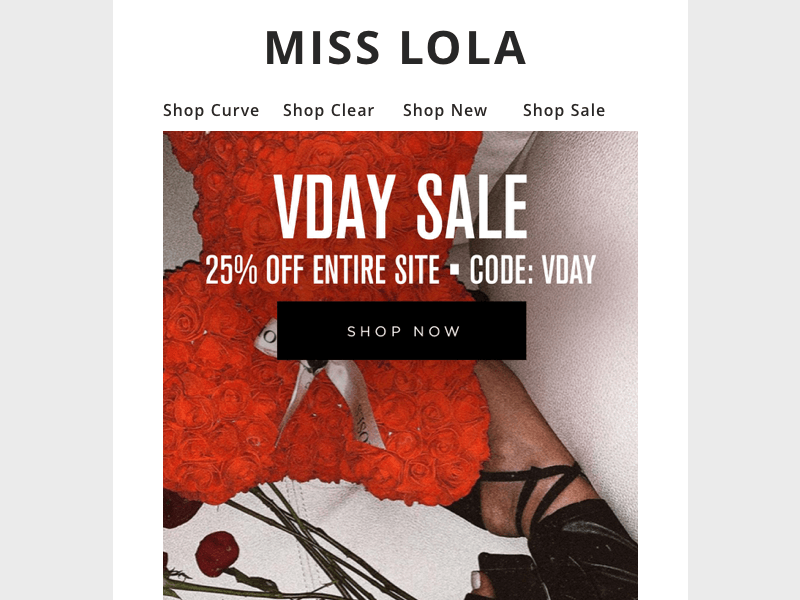 MISS LOLA
Shop Curve Shop Clear Shop New Shop Sale
VDAY SALE
25% OFF ENTIRE SITE ▪ CODE: VDAY
SHOP NOW